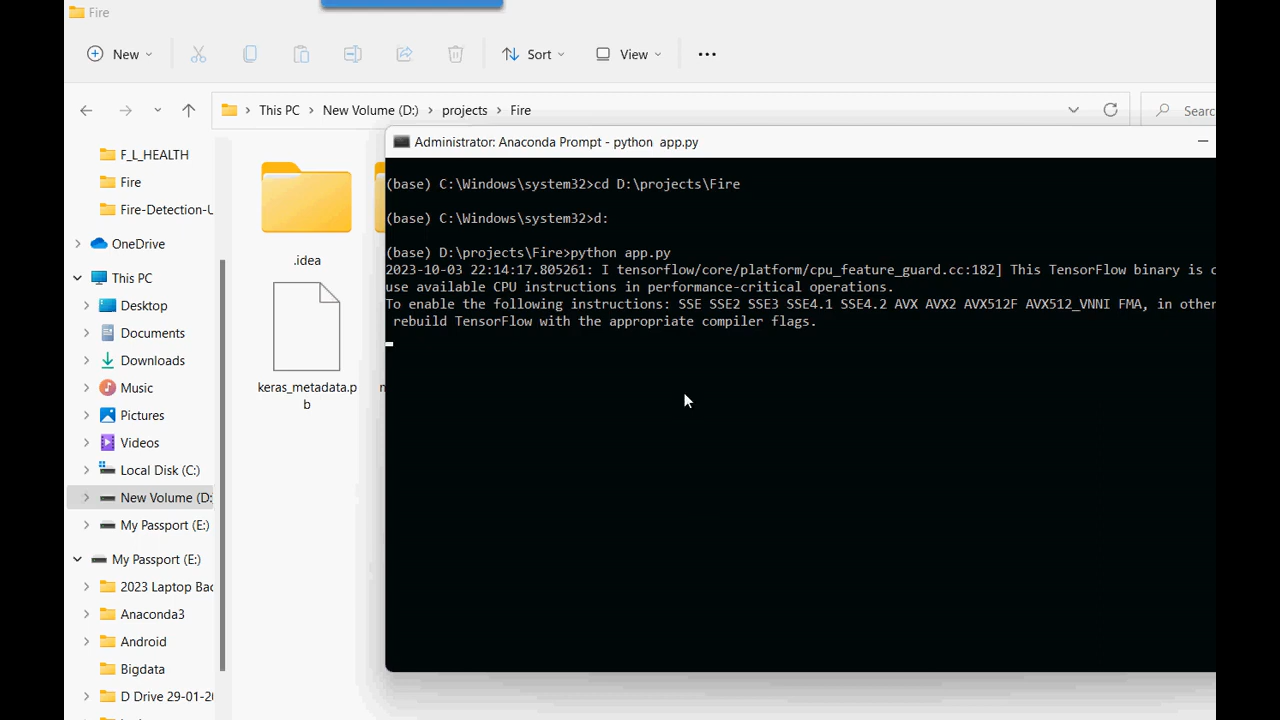 Fire
New
Sort
View
This PC
New Volume (D:)
projects
Fire
Searc
Administrator: Anaconda Prompt - python  app.py
F_L_HEALTH
Fire
Fire-Detection-U
OneDrive
This PC
Desktop
Documents
Downloads
Music
Pictures
Videos
Local Disk (C:)
New Volume (D:
My Passport (E:)
My Passport (E:)
2023 Laptop Bac
Anaconda3
Android
Bigdata
D Drive 29-01-20
.idea
keras_metadata.p
b
(base) C:\Windows\system32>cd D:\projects\Fire
(base) C:\Windows\system32>d:
(base) D:\projects\Fire>python app.py
2023-10-03 22:14:17.805261: I tensorflow/core/platform/cpu_feature_guard.cc:182] This TensorFlow binary is c
use available CPU instructions in performance-critical operations.
To enable the following instructions: SSE SSE2 SSE3 SSE4.1 SSE4.2 AVX AVX2 AVX512F AVX512_VNNI FMA, in other
rebuild TensorFlow with the appropriate compiler flags.